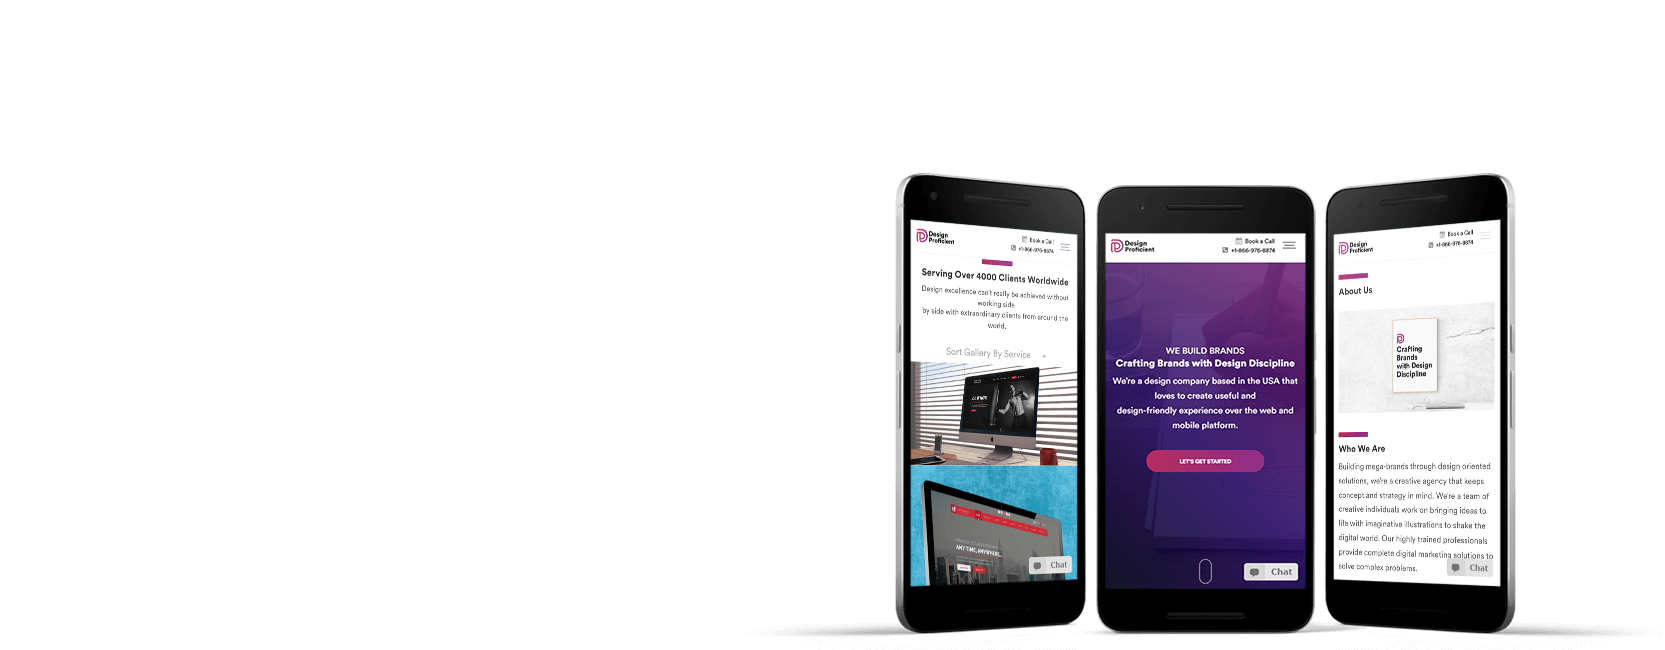 Design
Proficient
Book a Call
+1-866-976-8874
Serving Over 4000 Clients Worldwide
Design excellence can't really be achieved without
working side
by side with extraordinary clients from around the
world.
Sort Gallery By Service
ANY TIME, ANYWHERE...
Chat
Design
Proficient
Book a Call
+1-866-976-8874
WE BUILD BRANDS
Crafting Brands with Design Discipline
We're a design company based in the USA that
loves to create useful and
design-friendly experience over the web and
mobile platform.
LET'S GET STARTED
Chat
Design
Proficient
Book a Call
+1-866-976-8874
About Us
Crafting
Brands
with Design
Discipline
Who We Are
Building mega-brands through design oriented
solutions, we're a creative agency that keeps
concept and strategy in mind. We're a team of
creative individuals work on bringing ideas to
life with imaginative illustrations to shake the
digital world. Our highly trained professionals
provide complete digital marketing solutions to
solve complex problems.
Chat